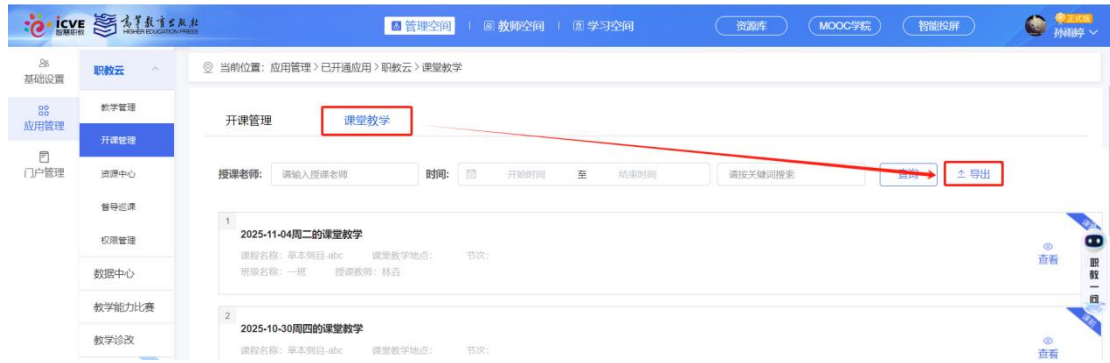 icve 智慧职教 高等教育出版社 HIGHER EDUCATION PRESS 管理空间 教师空间 学习空间 资源库 MOOC学院 智能投屏 正式版
基础设置
应用管理
门户管理
职教云
教学管理
开课管理
资源中心
督导巡课
权限管理
数据中心
教学能力比赛
教学诊改
当前位置：应用管理 > 已开通应用 > 职教云 > 课堂教学
开课管理 课堂教学
授课老师： 请输入授课老师 时间： 开始时间 至 结束时间 请按关键词搜索 查询 导出
1
2025-11-04周二的课堂教学
课程名称：草本纲目-abc 课堂教学地点： 节次：
班级名称：一班 授课教师：林垚
查看
2
2025-10-30周四的课堂教学
课程名称：草本纲目-abc 课堂教学地点： 节次：
查看
职教一问